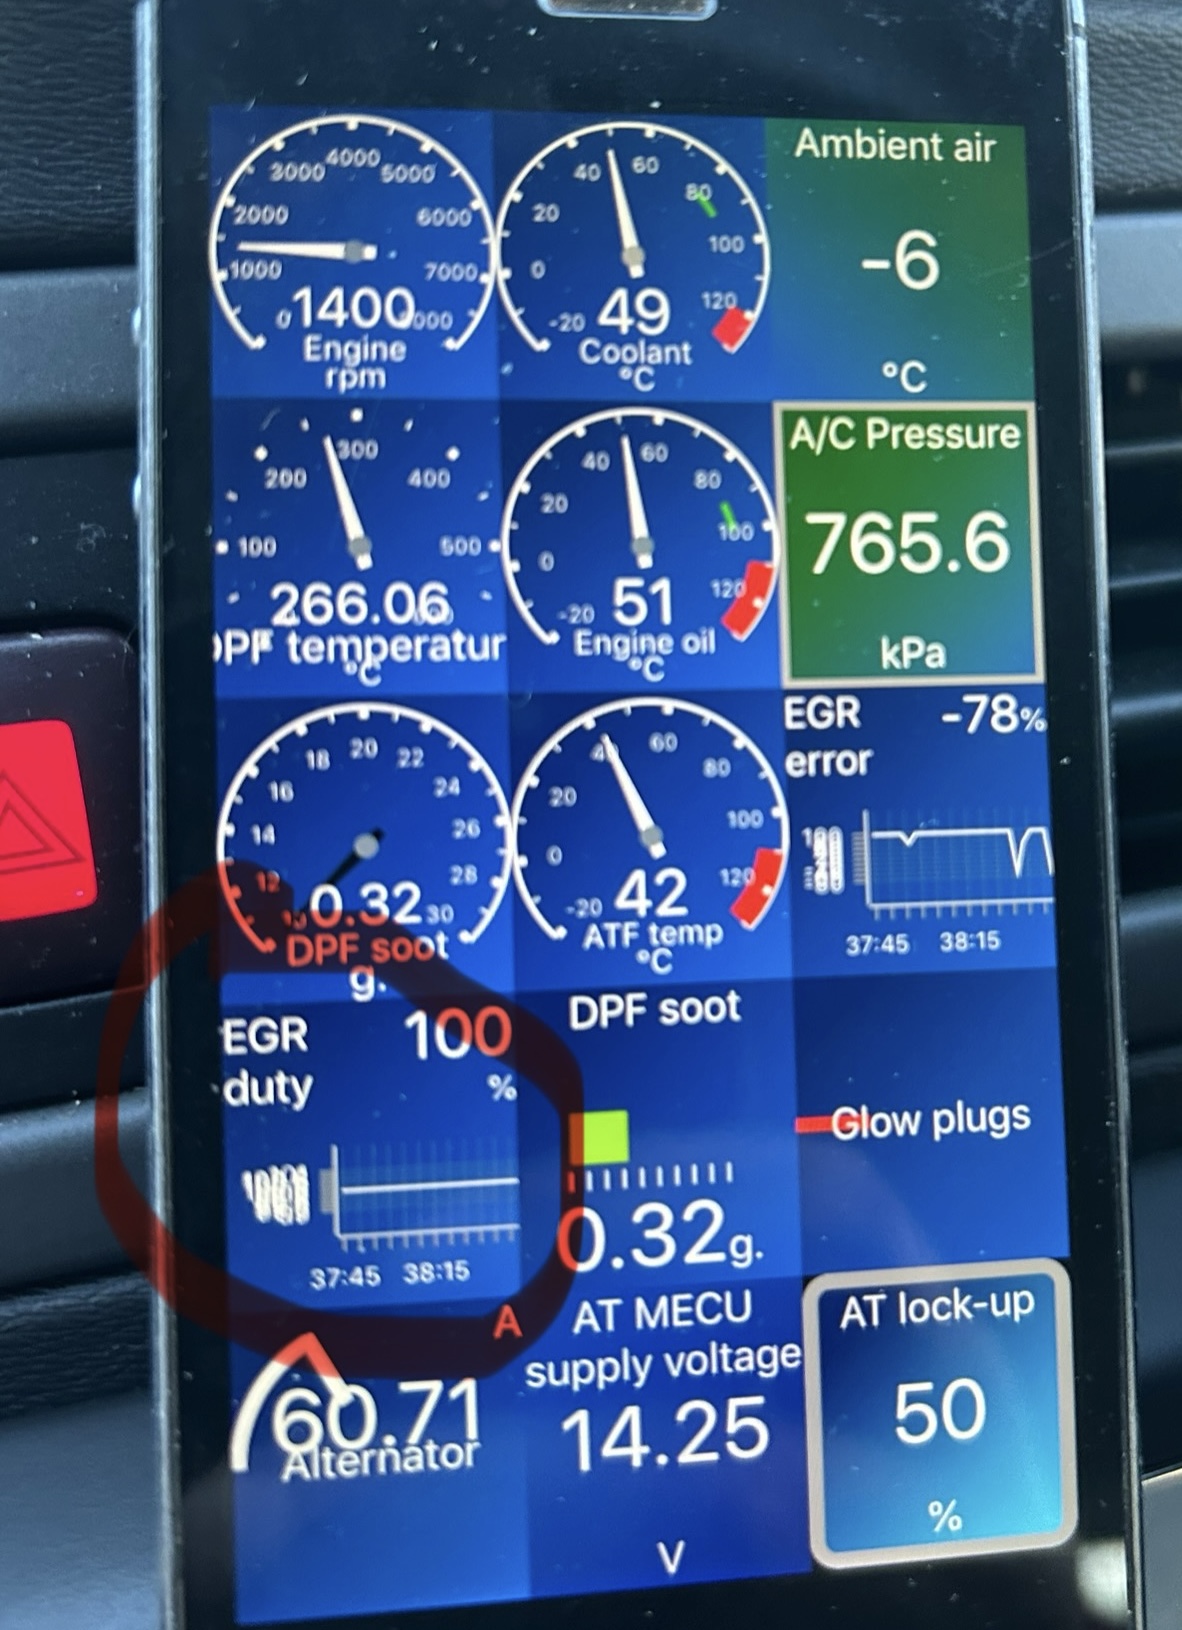 1000
2000
3000
4000
5000
6000
7000
1400
Engine
rpm
-20
0
20
40
60
80
100
120
49
Coolant
°C
Ambient air
-6
°C
100
200
300
400
500
266.06
DPF temperatur
°C
-20
0
20
40
60
80
100
120
51
Engine oil
°C
A/C Pressure
765.6
kPa
12
14
16
18
20
22
24
26
28
30
0.32
DPF soot
g.
-20
0
20
40
60
80
100
120
42
ATF temp
°C
EGR error
-78%
37:45 38:15
EGR duty
100
%
37:45 38:15
DPF soot
0.32g.
Glow plugs
A
60.71
Alternator
AT MECU
supply voltage
14.25
V
AT lock-up
50
%